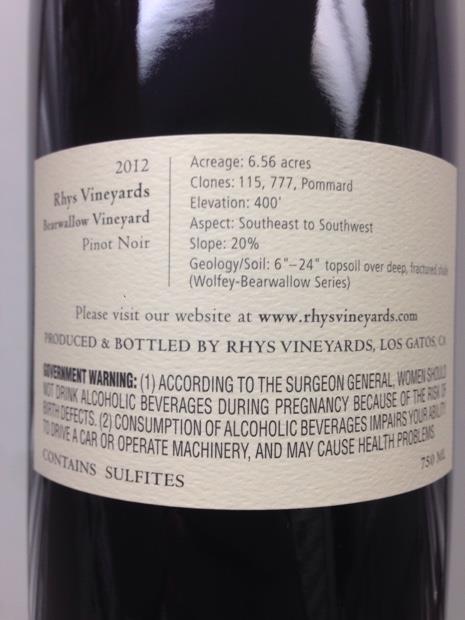 2012
Rhys Vineyards
Bearwallow Vineyard
Pinot Noir
Acreage: 6.56 acres
Clones: 115, 777, Pommard
Elevation: 400'
Aspect: Southeast to Southwest
Slope: 20%
Geology/Soil: 6"–24" topsoil over deep, fractured shale
(Wolfey-Bearwallow Series)
Please visit our website at www.rhysvineyards.com
PRODUCED & BOTTLED BY RHYS VINEYARDS, LOS GATOS, CA
GOVERNMENT WARNING: (1) ACCORDING TO THE SURGEON GENERAL, WOMEN SHOULD
NOT DRINK ALCOHOLIC BEVERAGES DURING PREGNANCY BECAUSE OF THE RISK OF
BIRTH DEFECTS. (2) CONSUMPTION OF ALCOHOLIC BEVERAGES IMPAIRS YOUR ABILITY
TO DRIVE A CAR OR OPERATE MACHINERY, AND MAY CAUSE HEALTH PROBLEMS
CONTAINS SULFITES
750 ML